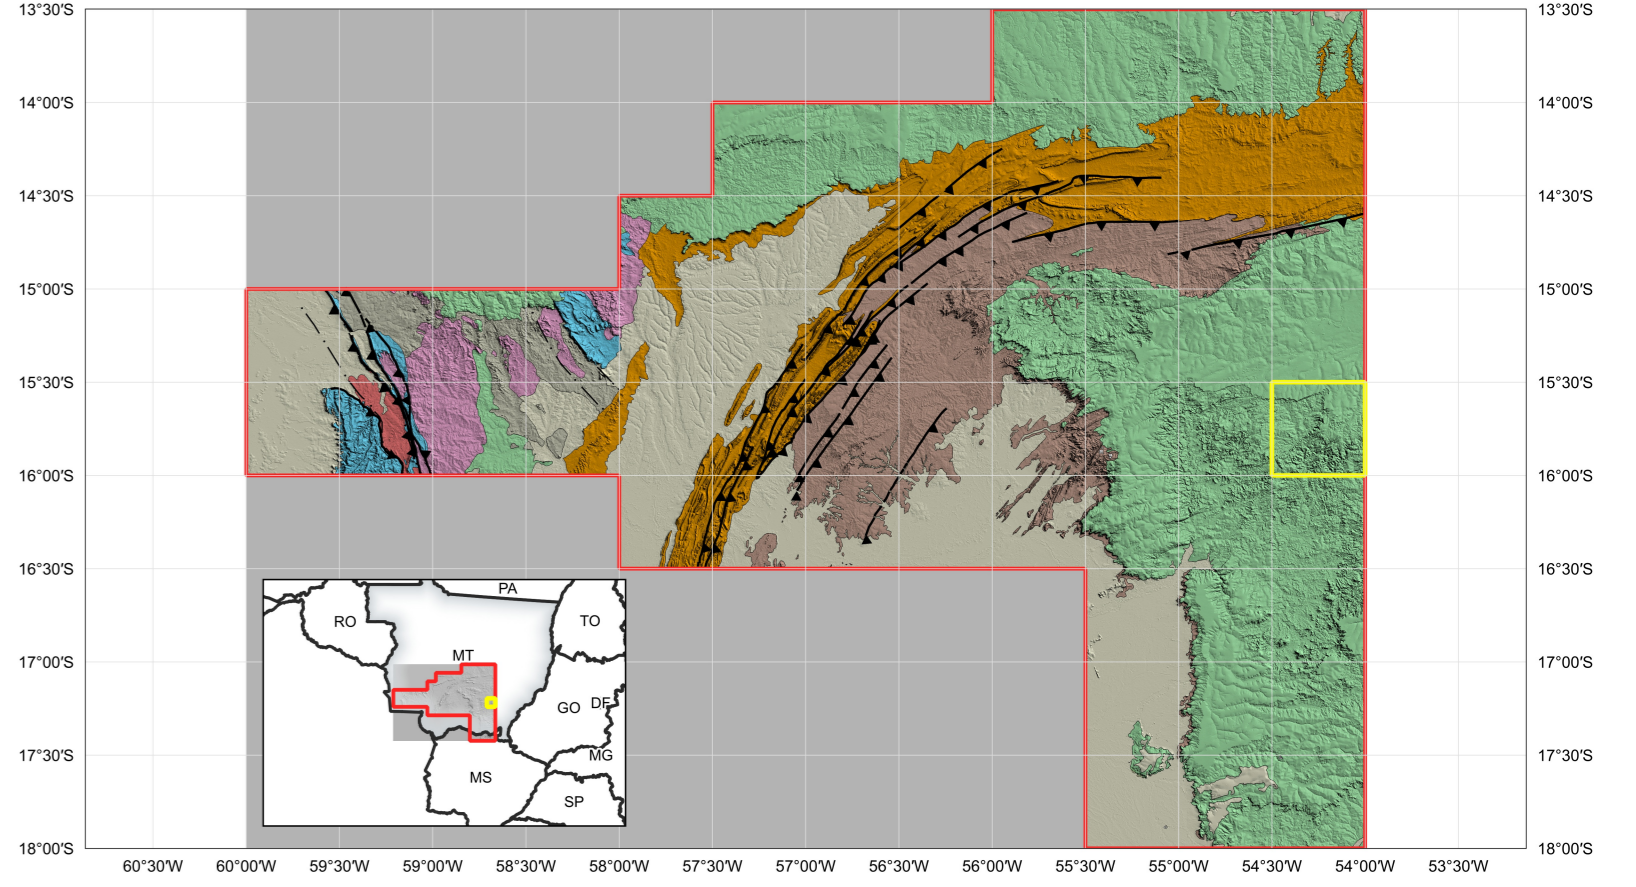 13°30′S 13°30′S
14°00′S 14°00′S
14°30′S 14°30′S
15°00′S 15°00′S
15°30′S 15°30′S
16°00′S 16°00′S
16°30′S 16°30′S
PA
RO TO
MT
17°00′S 17°00′S
GO DF
17°30′S 17°30′S
MG
MS
SP
18°00′S 18°00′S
60°30′W 60°00′W 59°30′W 59°00′W 58°30′W 58°00′W 57°30′W 57°00′W 56°30′W 56°00′W 55°30′W 55°00′W 54°30′W 54°00′W 53°30′W